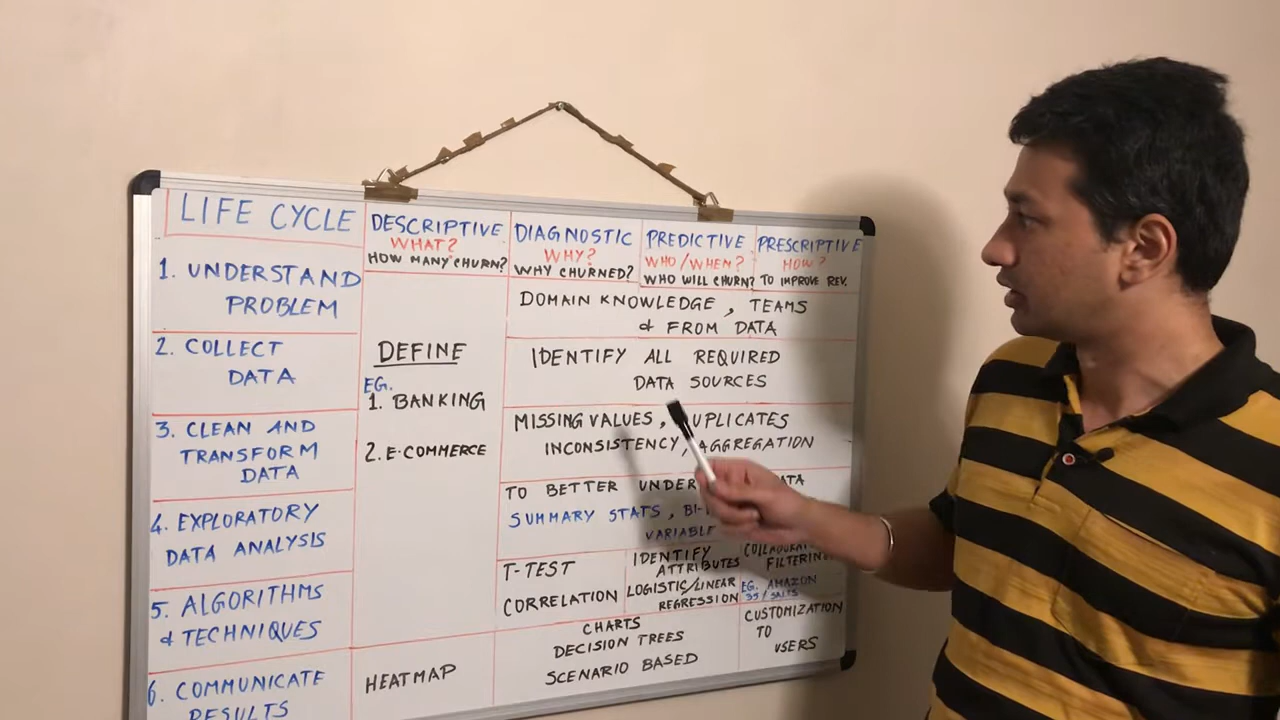 LIFE CYCLE
DESCRIPTIVE
WHAT?
HOW MANY CHURN?
DIAGNOSTIC
WHY?
WHY CHURNED?
PREDICTIVE
WHO/WHEN?
WHO WILL CHURN?
PRESCRIPTIVE
HOW?
TO IMPROVE REV.
1. UNDERSTAND
PROBLEM
DOMAIN KNOWLEDGE, TEAMS
& FROM DATA
2. COLLECT
DATA
DEFINE
EG.
1. BANKING
2. E-COMMERCE
IDENTIFY ALL REQUIRED
DATA SOURCES
3. CLEAN AND
TRANSFORM
DATA
MISSING VALUES, DUPLICATES
INCONSISTENCY, AGGREGATION
4. EXPLORATORY
DATA ANALYSIS
TO BETTER
SUMMARY STATS,
VARIABLE
5. ALGORITHMS
& TECHNIQUES
T-TEST
CORRELATION
IDENTIFY
ATTRIBUTES
LOGISTIC/LINEAR
REGRESSION
FILTERING
EG. AMAZON
6. COMMUNICATE
RESULTS
HEATMAP
CHARTS
DECISION TREES
SCENARIO BASED
CUSTOMIZATION
TO
USERS